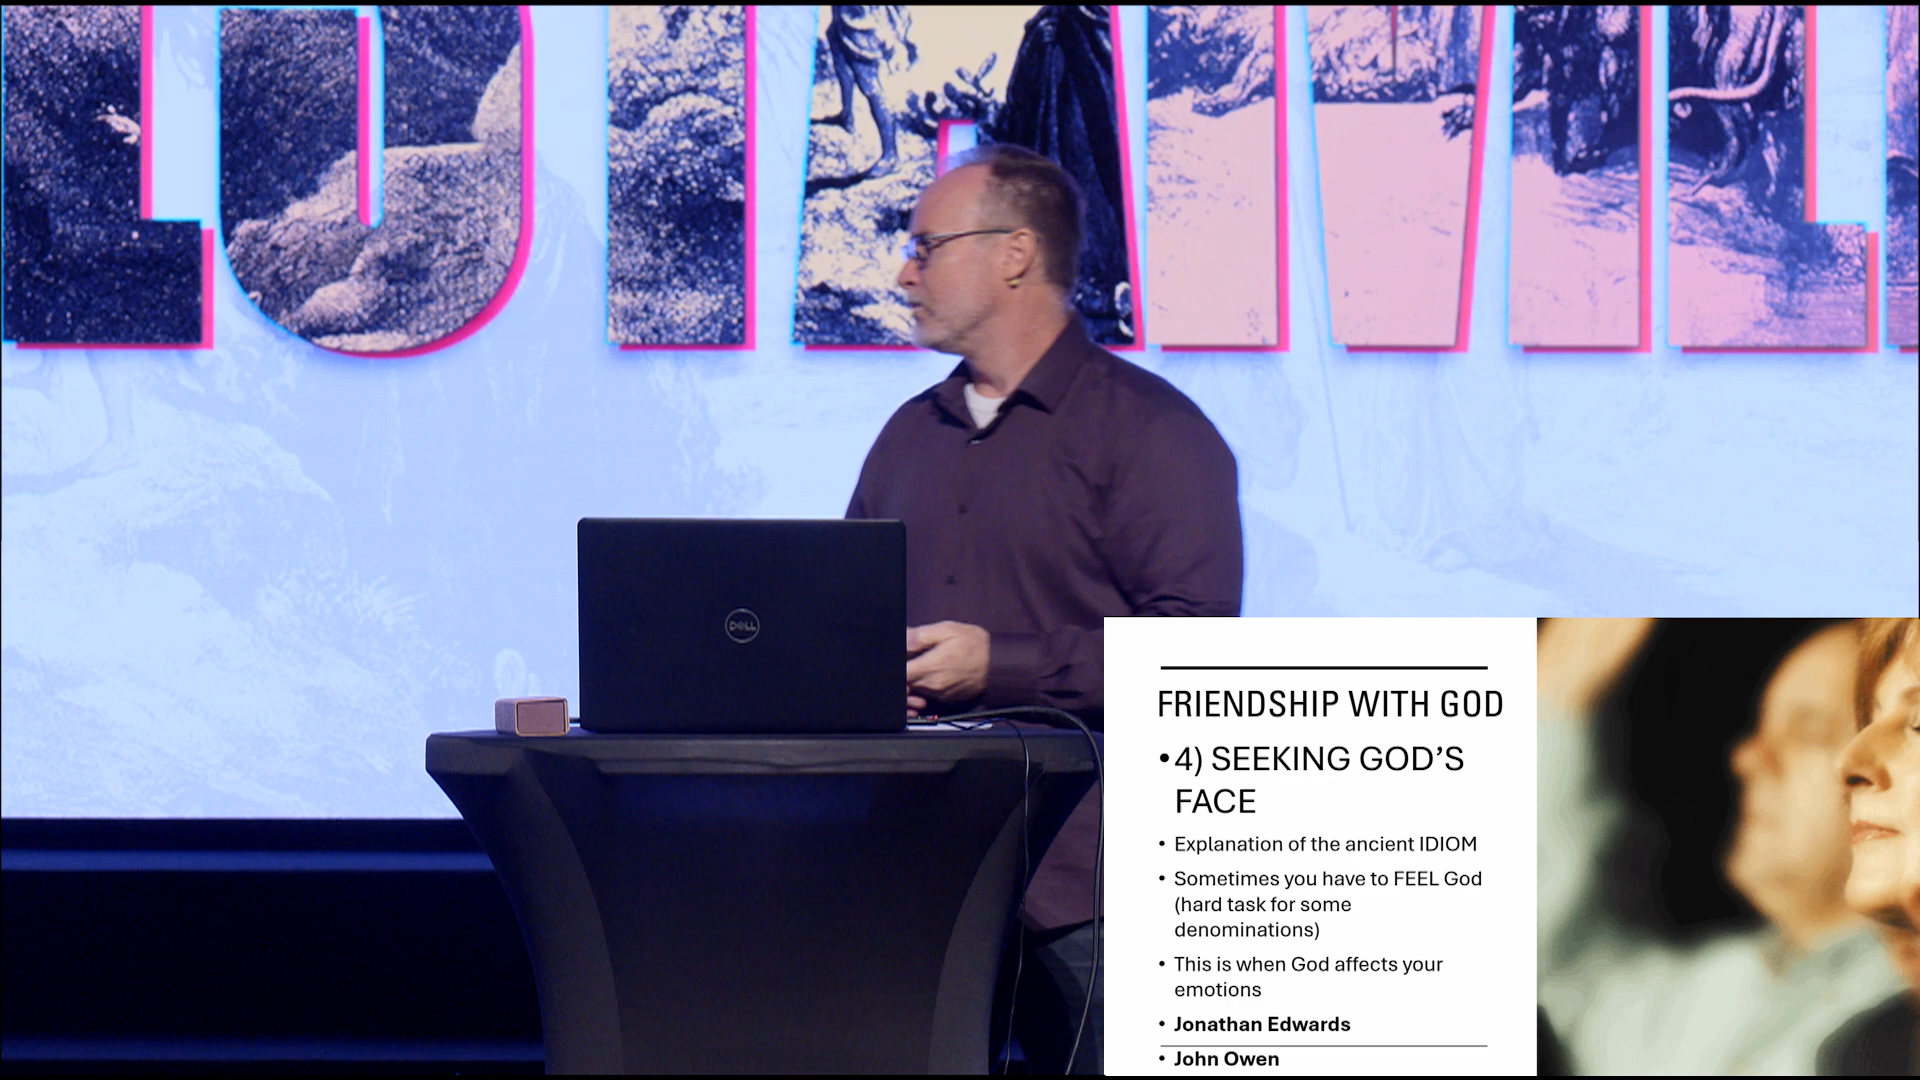 DELL
FRIENDSHIP WITH GOD
•4) SEEKING GOD’S
FACE
• Explanation of the ancient IDIOM
• Sometimes you have to FEEL God
(hard task for some
denominations)
• This is when God affects your
emotions
• Jonathan Edwards
• John Owen